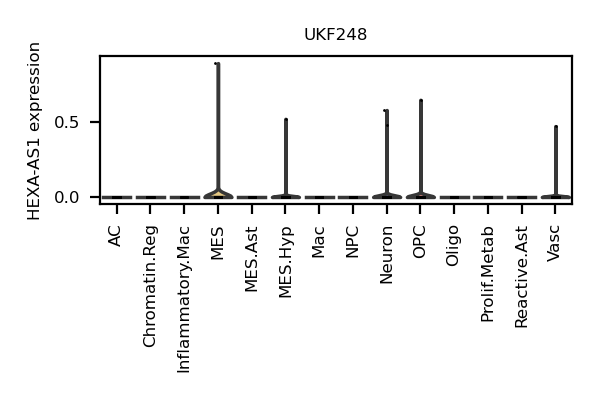 UKF248
HEXA-AS1 expression
0.5
0.0
AC
Chromatin.Reg
Inflammatory.Mac
MES
MES.Ast
MES.Hyp
Mac
NPC
Neuron
OPC
Oligo
Prolif.Metab
Reactive.Ast
Vasc